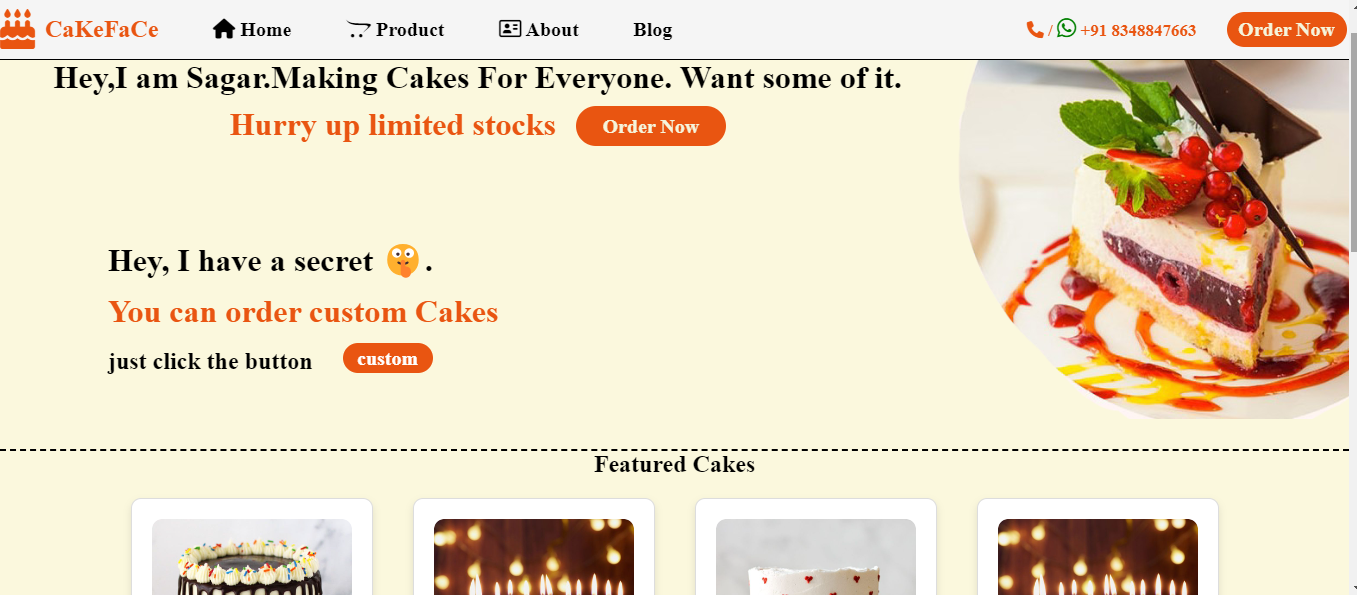 CaKeFaCe Home Product About Blog / +91 8348847663 Order Now
Hey,I am Sagar.Making Cakes For Everyone. Want some of it.
Hurry up limited stocks Order Now
Hey, I have a secret 🤫 .
You can order custom Cakes
just click the button custom
Featured Cakes